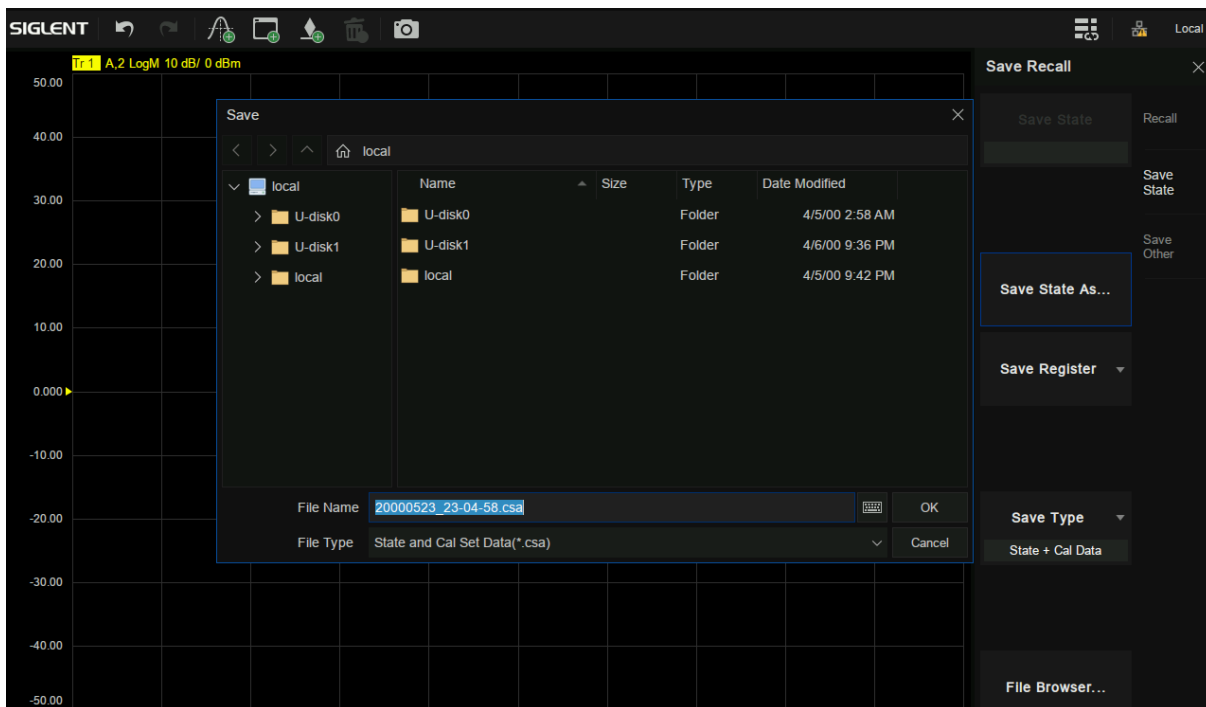 SIGLENT
Local
Tr 1 A,2 LogM 10 dB/ 0 dBm
50.00
40.00
30.00
20.00
10.00
0.000
-10.00
-20.00
-30.00
-40.00
-50.00
Save
local
local
U-disk0
U-disk1
local
Name Size Type Date Modified
U-disk0 Folder 4/5/00 2:58 AM
U-disk1 Folder 4/6/00 9:36 PM
local Folder 4/5/00 9:42 PM
File Name 20000523_23-04-58.csa OK
File Type State and Cal Set Data(*.csa) Cancel
Save Recall
Save State
Save State As...
Save Register
Save Type
State + Cal Data
File Browser...
Recall
Save
State
Save
Other